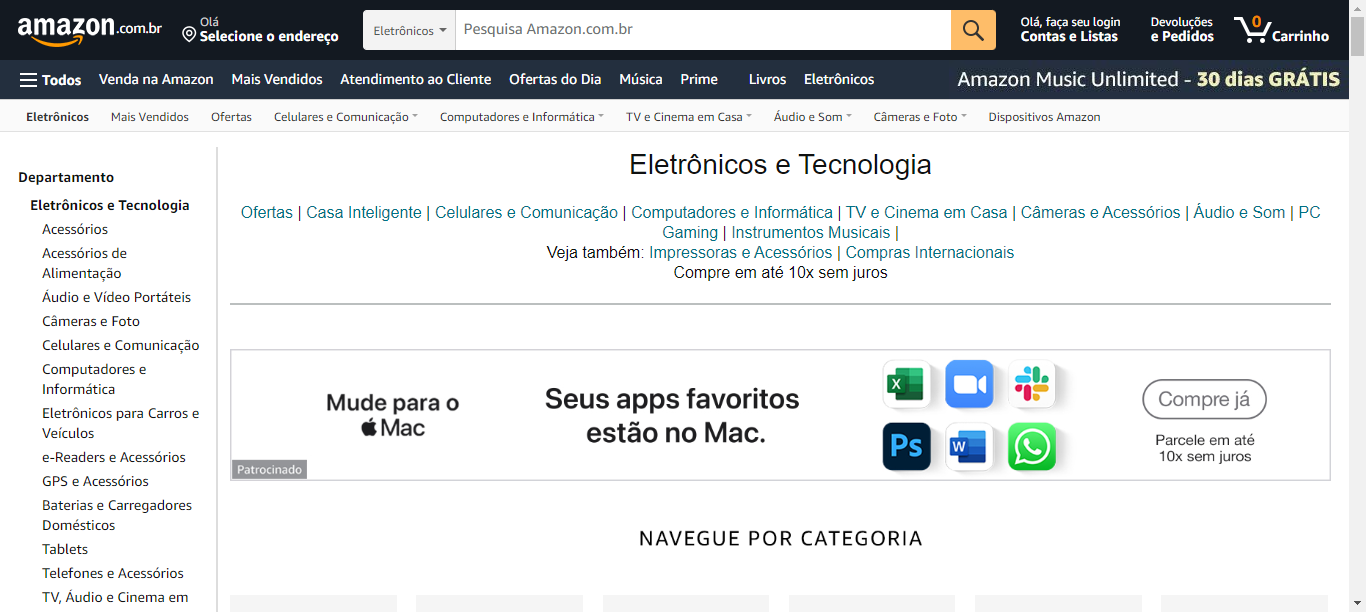 amazon.com.br
Olá
Selecione o endereço
Eletrônicos
Pesquisa Amazon.com.br
Olá, faça seu login
Contas e Listas
Devoluções
e Pedidos
0
Carrinho
Todos Venda na Amazon Mais Vendidos Atendimento ao Cliente Ofertas do Dia Música Prime Livros Eletrônicos Amazon Music Unlimited - 30 dias GRÁTIS
Eletrônicos Mais Vendidos Ofertas Celulares e Comunicação Computadores e Informática TV e Cinema em Casa Áudio e Som Câmeras e Foto Dispositivos Amazon
Departamento
Eletrônicos e Tecnologia
Acessórios
Acessórios de
Alimentação
Áudio e Vídeo Portáteis
Câmeras e Foto
Celulares e Comunicação
Computadores e
Informática
Eletrônicos para Carros e
Veículos
e-Readers e Acessórios
GPS e Acessórios
Baterias e Carregadores
Domésticos
Tablets
Telefones e Acessórios
TV, Áudio e Cinema em
Eletrônicos e Tecnologia
Ofertas | Casa Inteligente | Celulares e Comunicação | Computadores e Informática | TV e Cinema em Casa | Câmeras e Acessórios | Áudio e Som | PC
Gaming | Instrumentos Musicais |
Veja também: Impressoras e Acessórios | Compras Internacionais
Compre em até 10x sem juros
Mude para o
Mac
Patrocinado
Seus apps favoritos
estão no Mac.
X
Ps
W
Compre já
Parcele em até
10x sem juros
NAVEGUE POR CATEGORIA